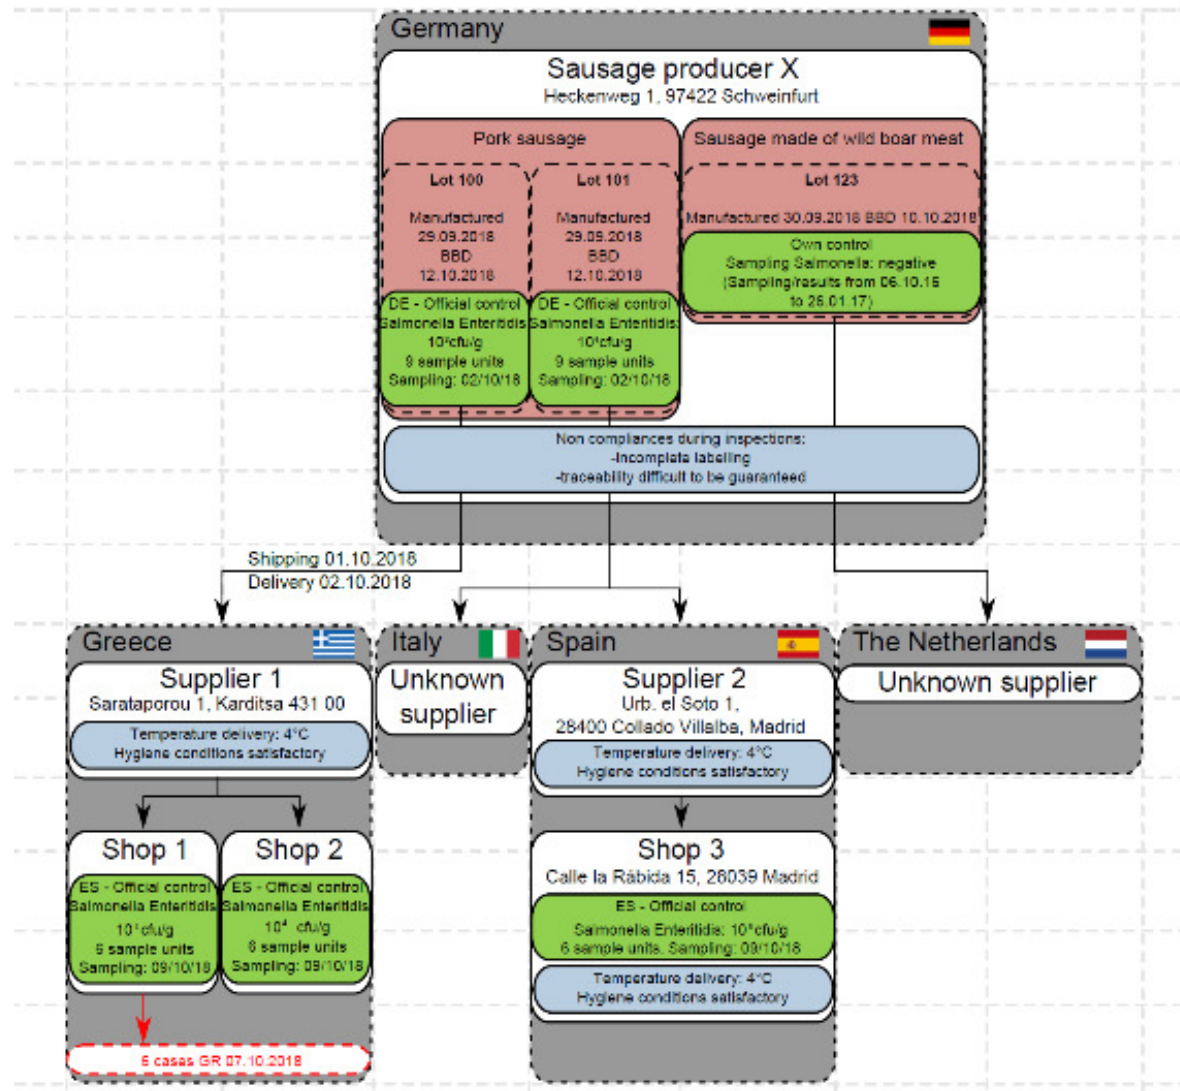 Germany
Sausage producer X
Heckenweg 1, 97422 Schweinfurt
Pork sausage
Lot 100
Manufactured
29.09.2018
BBD
12.10.2018
DE - Official control
Salmonella Enteritidis
cfu/g
9 sample units
Sampling: 02/10/18
Lot 101
Manufactured
29.09.2018
BBD
12.10.2018
DE - Official control
Salmonella Enteritidis:
cfu/g
9 sample units
Sampling: 02/10/18
Sausage made of wild boar meat
Lot 123
Manufactured 30.09.2018 BBD 10.10.2018
Own control
Sampling Salmonella: negative
(Sampling/results from
to
Non compliances during inspections:
-Incomplete labelling
-traceability difficult to be guaranteed
Shipping 01.10.2018
Delivery 02.10.2018
Greece
Supplier 1
Sarataporou 1, Karditsa 431 00
Temperature delivery: 4°C
Hygiene conditions satisfactory
Shop 1
ES - Official control
Salmonella Enteritidis
cfu/g
6 sample units
Sampling: 09/10/18
Shop 2
ES - Official control
Salmonella Enteritidis
10⁴ cfu/g
6 sample units
Sampling: 09/10/18
cases GR 07.10.2018
Italy
Unknown
supplier
Spain
Supplier 2
Urb. el Soto 1,
28400 Collado Villalba, Madrid
Temperature delivery: 4°C
Hygiene conditions satisfactory
Shop 3
Calle la Rábida 15, 28039 Madrid
ES - Official control
Salmonella Enteritidis: cfu/g
6 sample units. Sampling: 09/10/18
Temperature delivery: 4°C
Hygiene conditions satisfactory
The Netherlands
Unknown supplier